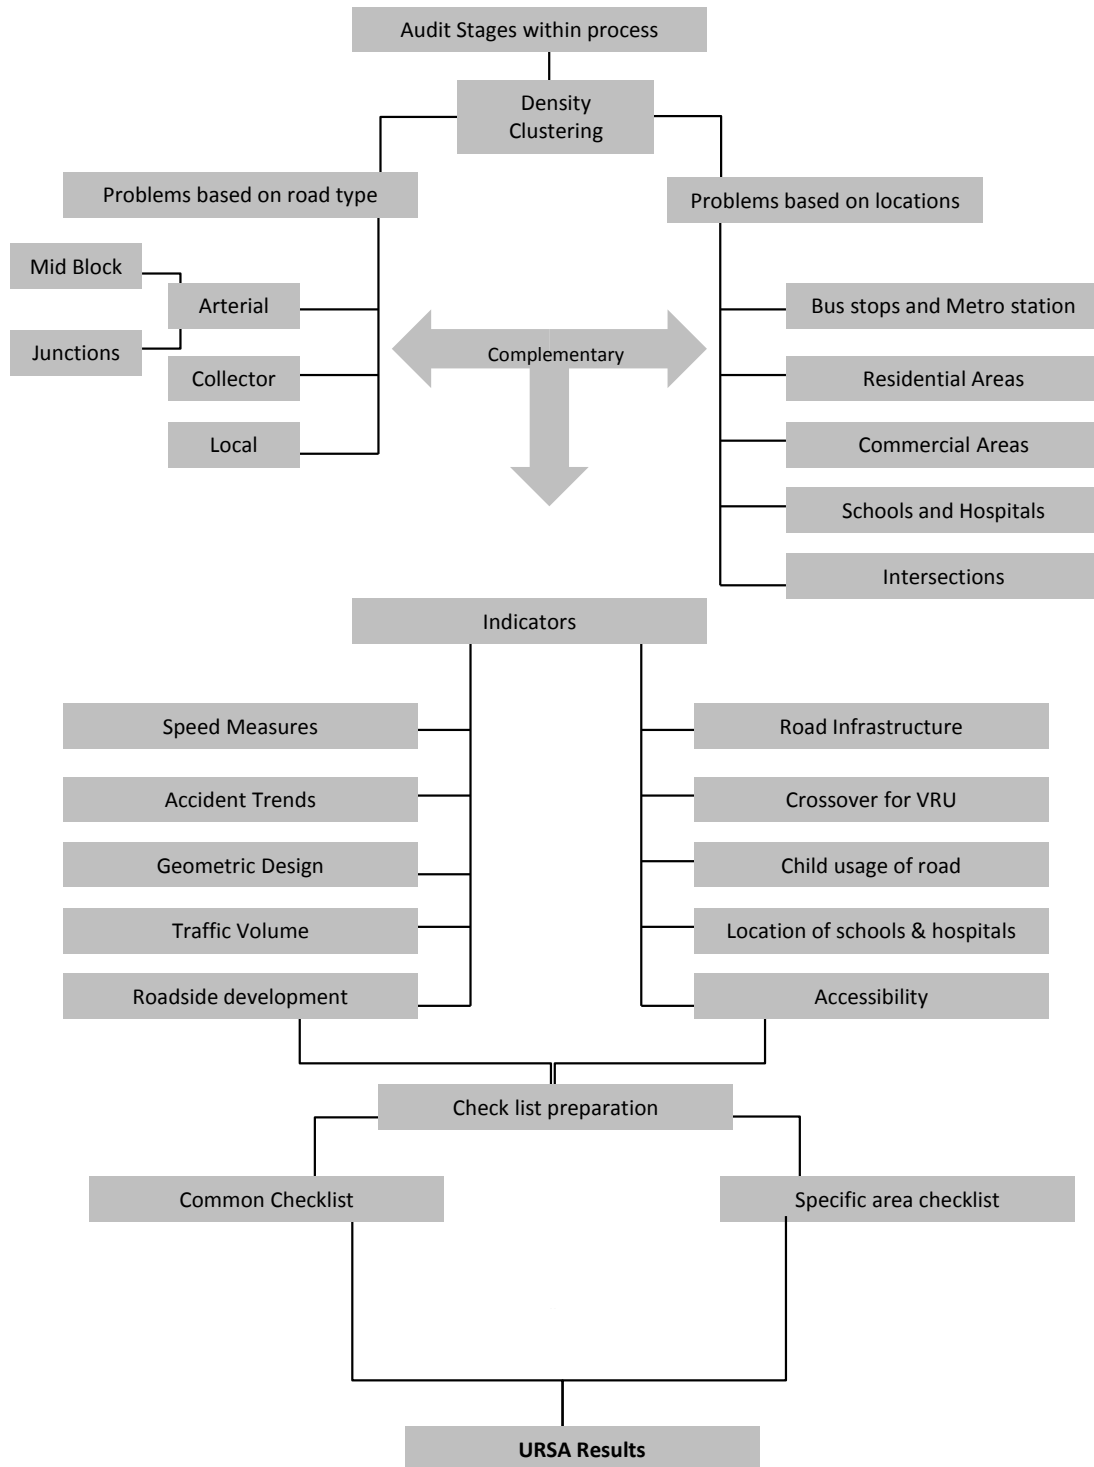 Audit Stages within process
Density
Clustering
Problems based on road type
Problems based on locations
Mid Block
Arterial
Junctions
Collector
Local
Complementary
Bus stops and Metro station
Residential Areas
Commercial Areas
Schools and Hospitals
Intersections
Indicators
Speed Measures
Accident Trends
Geometric Design
Traffic Volume
Roadside development
Road Infrastructure
Crossover for VRU
Child usage of road
Location of schools & hospitals
Accessibility
Check list preparation
Common Checklist
Specific area checklist
URSA Results